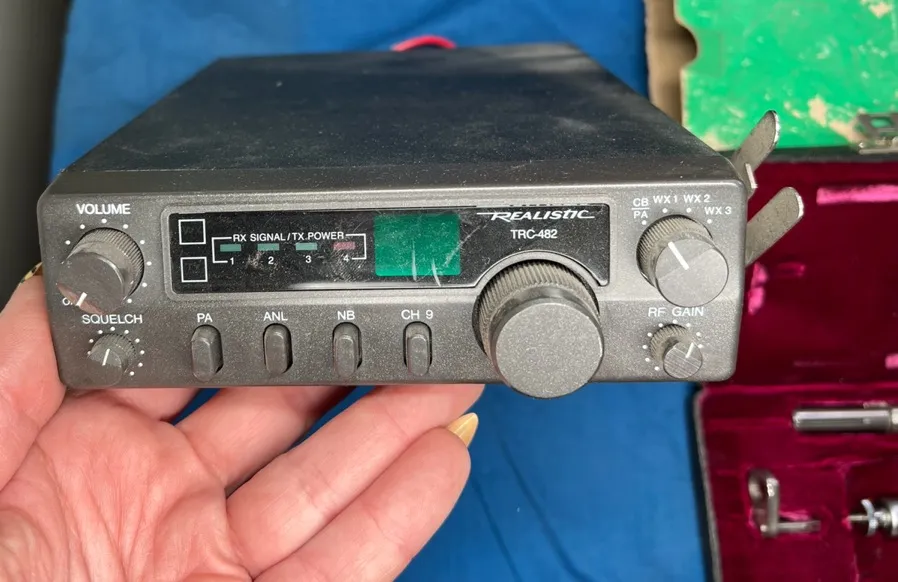 VOLUME
RX SIGNAL / TX.POWER
1 2 3 4
REALISTIC
TRC-482
CB
PA
WX 1 WX 2
WX 3
SQUELCH
PA
ANL
NB
CH 9
RF GAIN